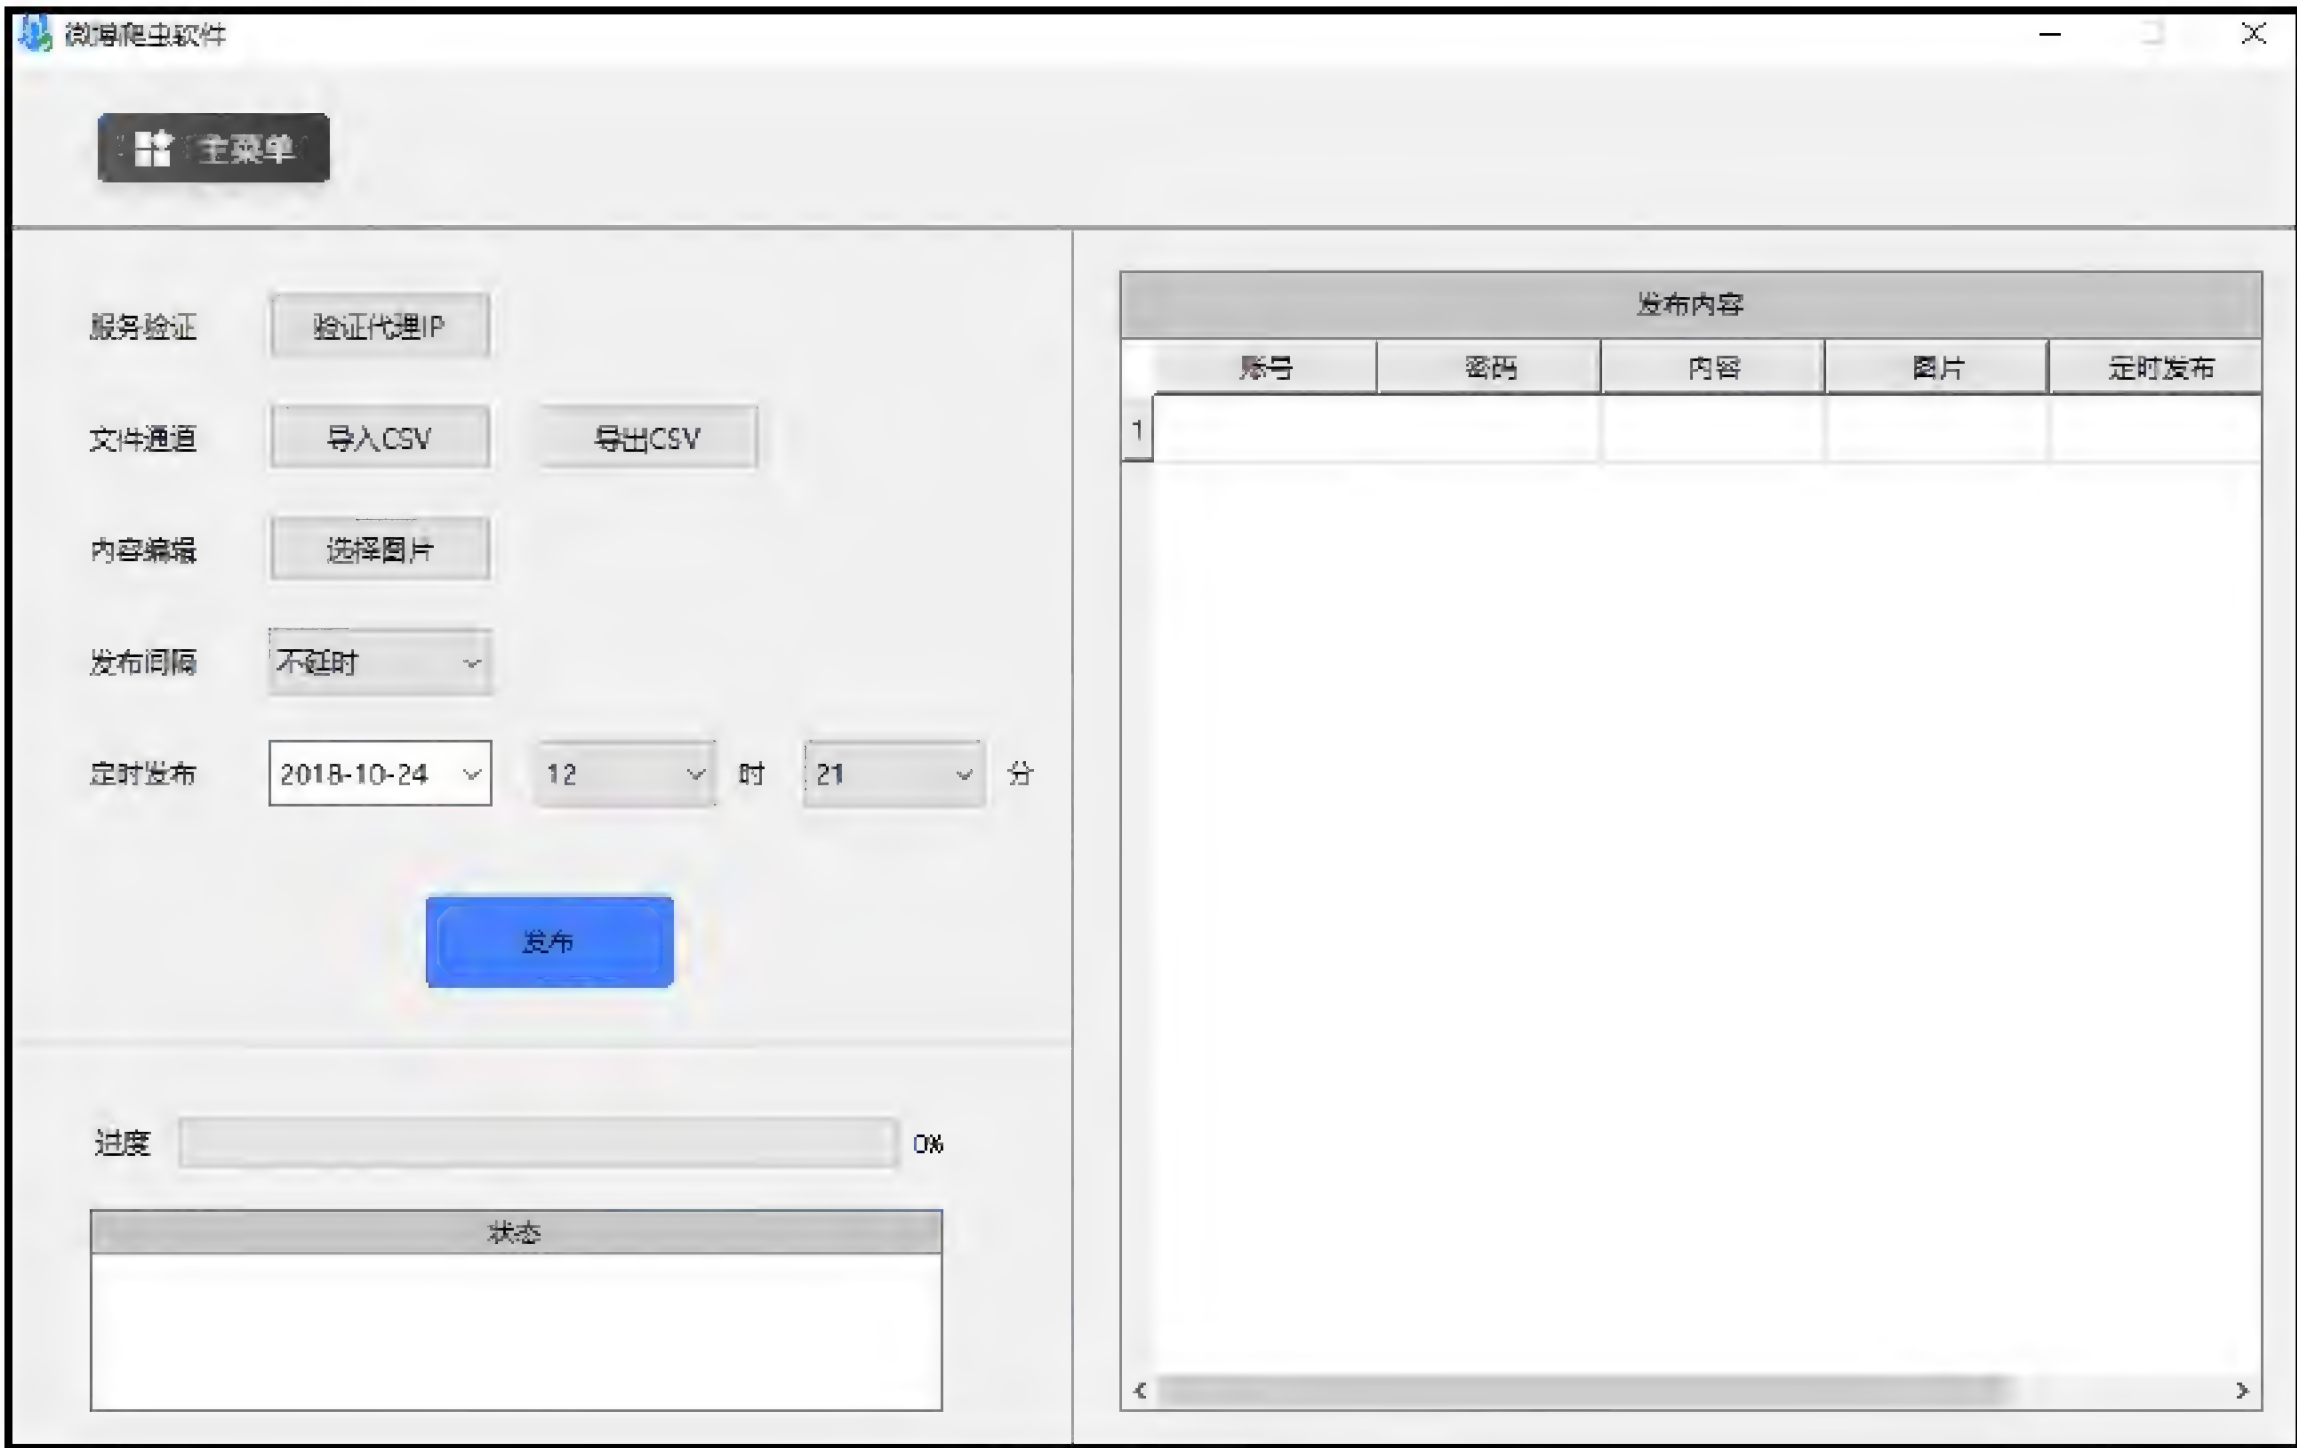 微博爬虫软件
主菜单
服务验证 验证代理IP
文件通道 导入CSV 导出CSV
内容编辑 选择图片
发布间隔 不延时
定时发布 2018-10-24 12 时 21 分
发布
进度 0%
状态
发布内容
账号 密码 内容 图片 定时发布
1